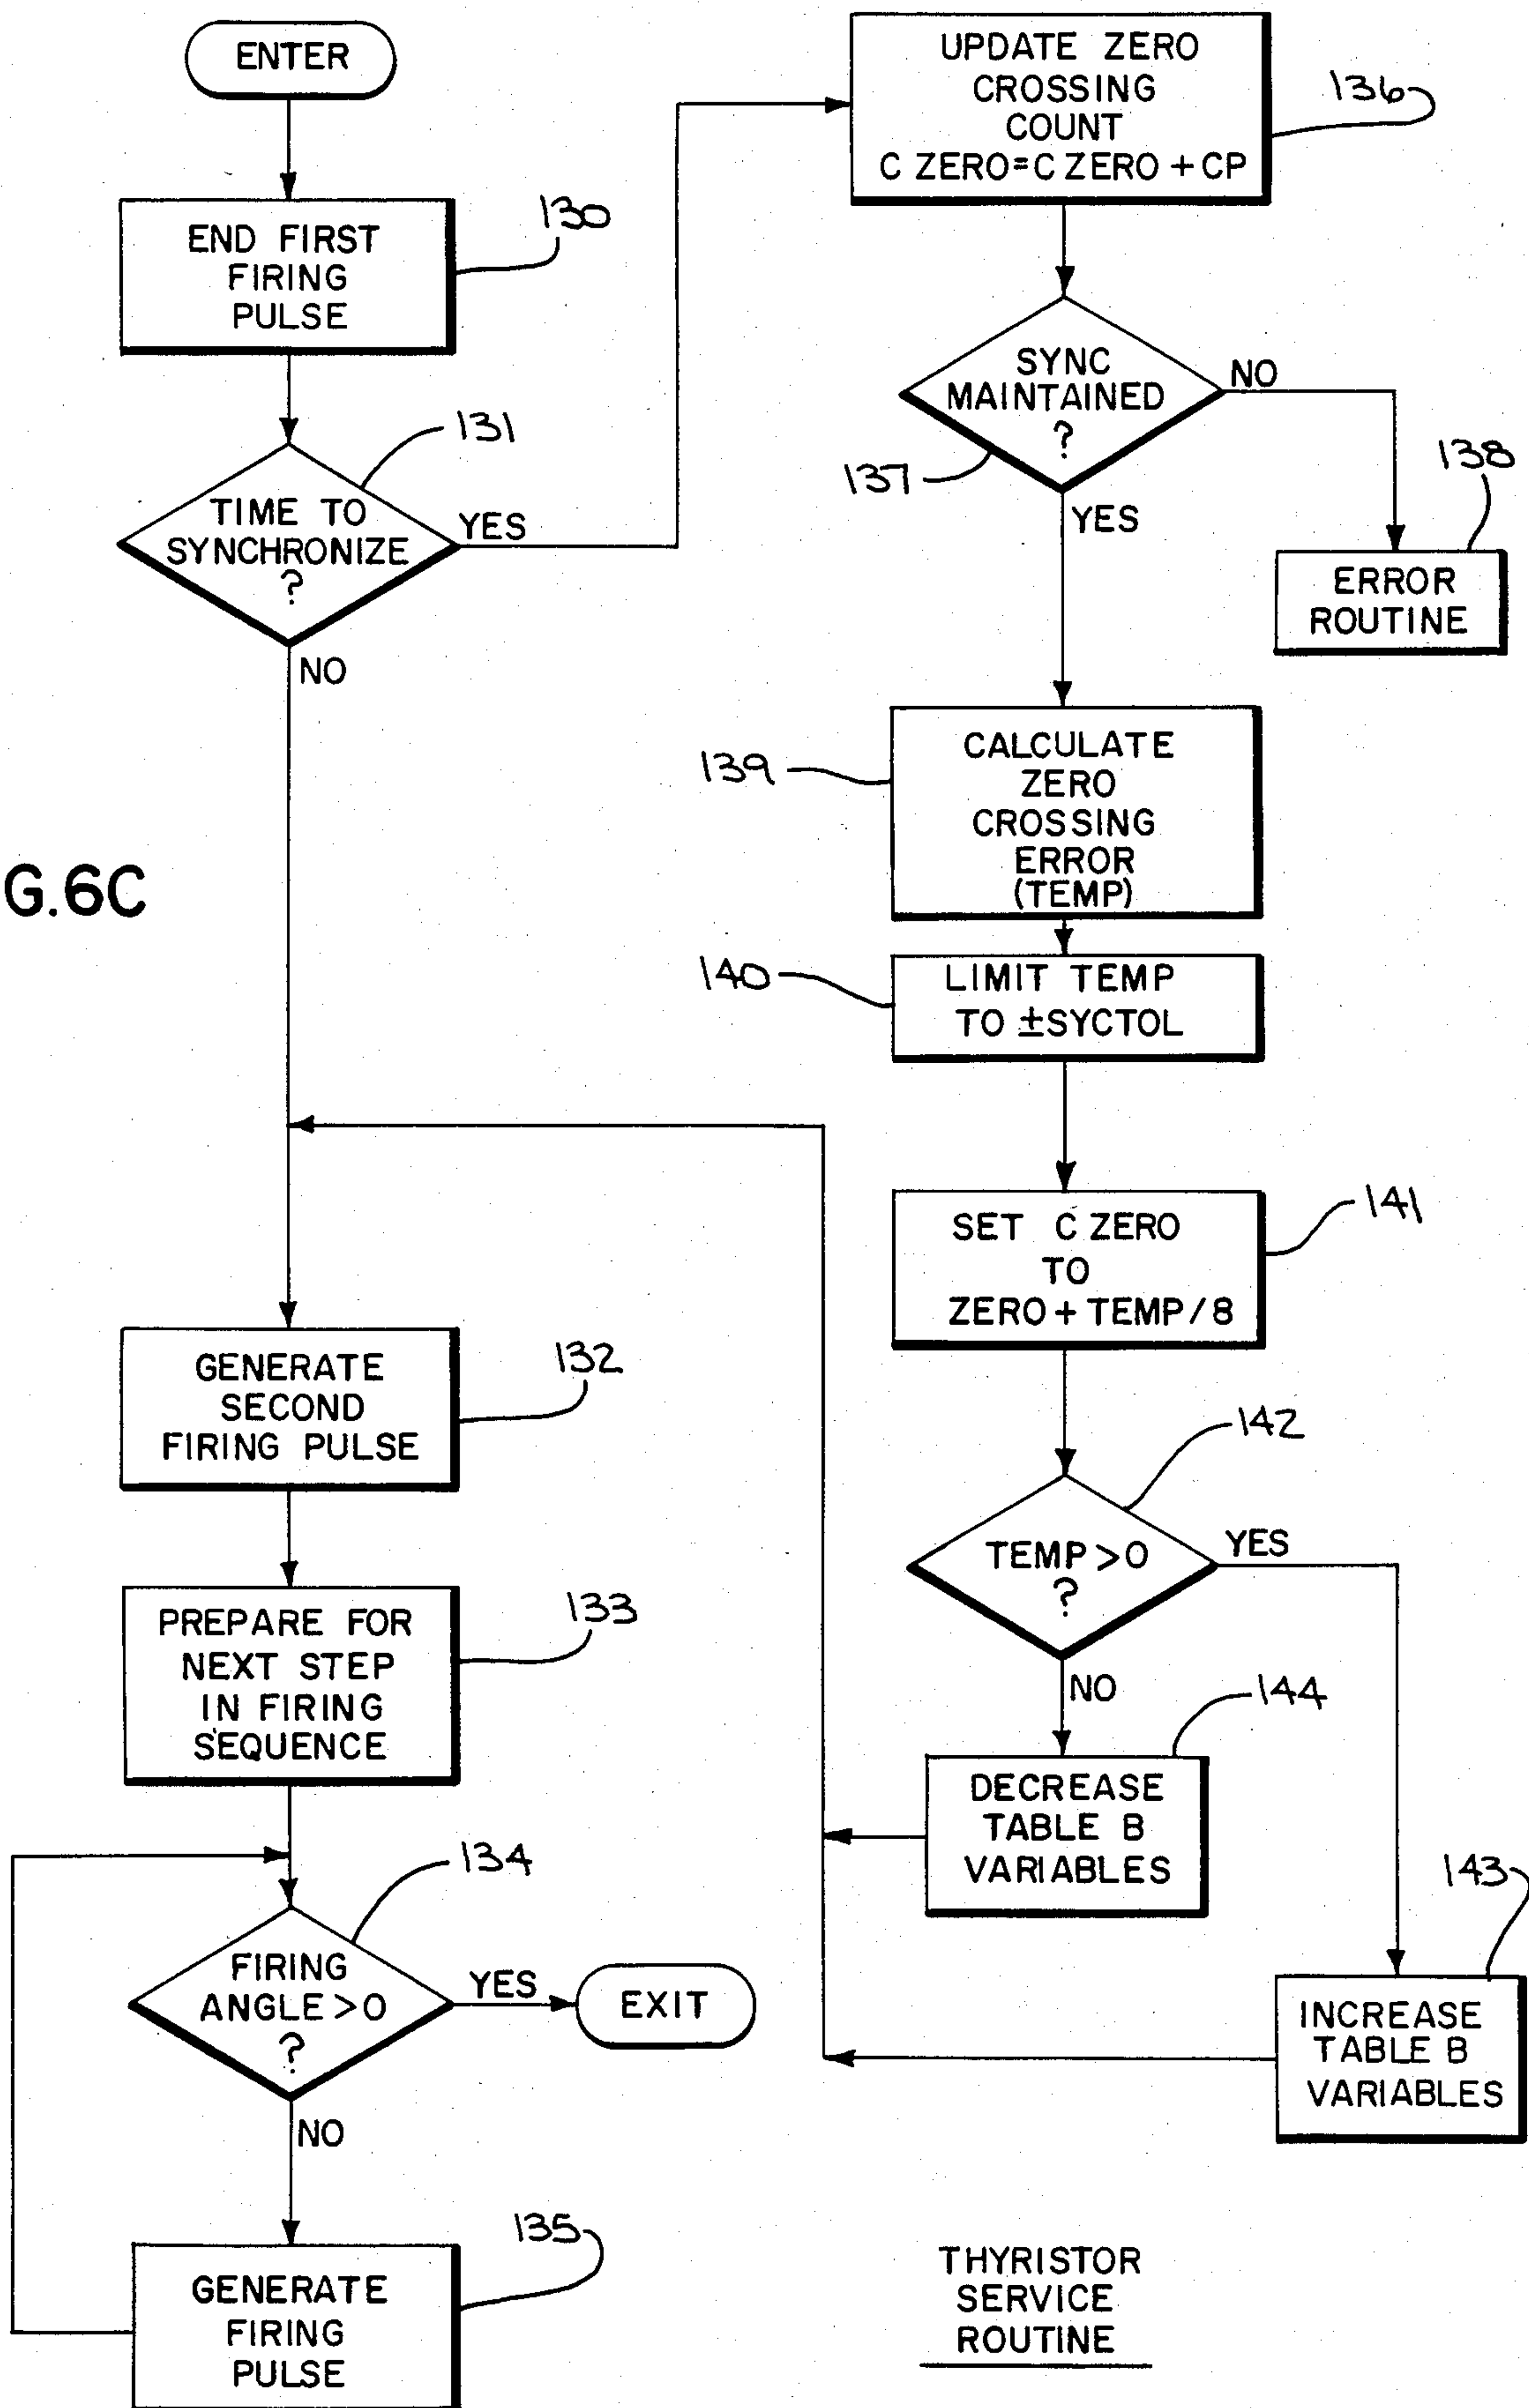 ENTER
END FIRST
FIRING
PULSE
130
TIME TO
SYNCHRONIZE
?
131
YES
NO
G.6C
GENERATE
SECOND
FIRING PULSE
132
PREPARE FOR
NEXT STEP
IN FIRING
SEQUENCE
133
FIRING
ANGLE >0
?
134
YES
EXIT
NO
GENERATE
FIRING
PULSE
135
UPDATE ZERO
CROSSING
COUNT
C ZERO=C ZERO + CP
136
SYNC
MAINTAINED
?
137
NO
YES
138
ERROR
ROUTINE
139
CALCULATE
ZERO
CROSSING
ERROR
(TEMP)
140
LIMIT TEMP
TO ±SYCTOL
141
SET C ZERO
TO
ZERO + TEMP/8
142
TEMP >0
?
YES
NO
144
DECREASE
TABLE B
VARIABLES
143
INCREASE
TABLE B
VARIABLES
THYRISTOR
SERVICE
ROUTINE